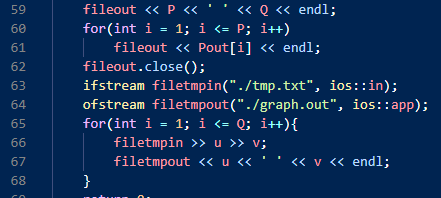 59 fileout << P << ' ' << Q << endl;
60 for(int i = 1; i <= P; i++)
61 fileout << Pout[i] << endl;
62 fileout.close();
63 ifstream filetmpin("./tmp.txt", ios::in);
64 ofstream filetmpout("./graph.out", ios::app);
65 for(int i = 1; i <= Q; i++){
66 filetmpin >> u >> v;
67 filetmpout << u << ' ' << v << endl;
68 }